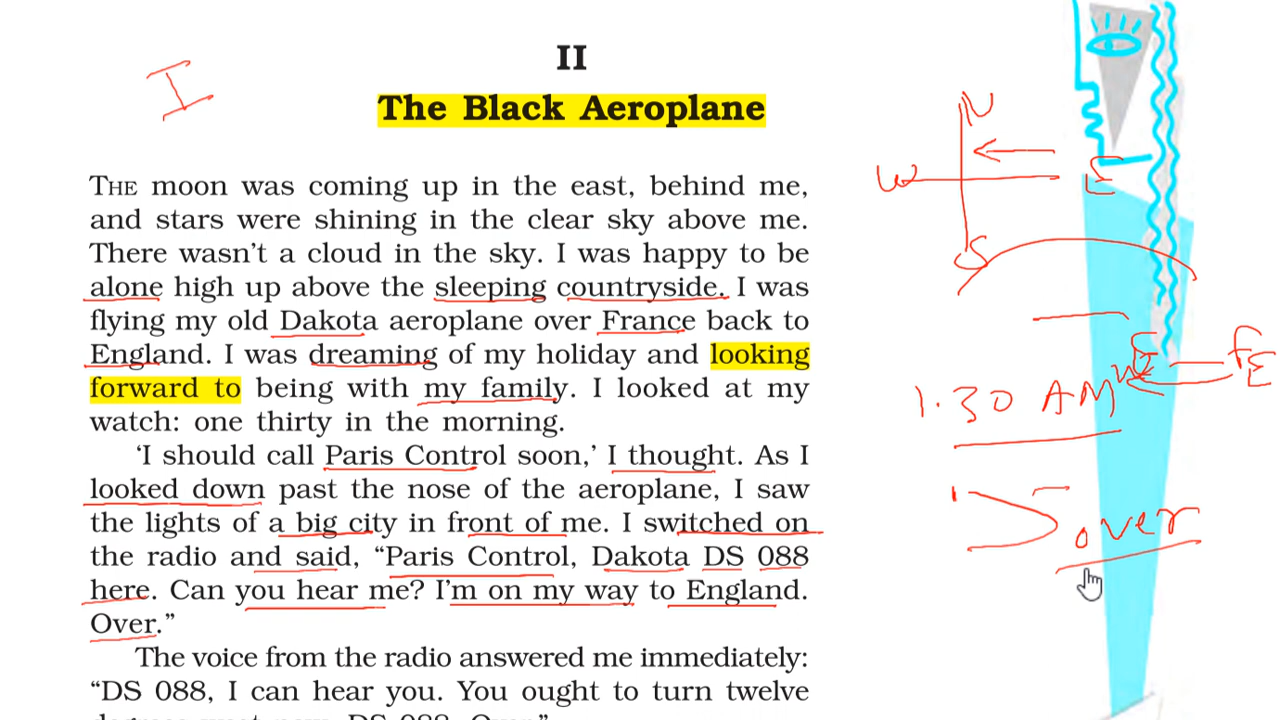 II
I
The Black Aeroplane
THE moon was coming up in the east, behind me,
and stars were shining in the clear sky above me.
There wasn't a cloud in the sky. I was happy to be
alone high up above the sleeping countryside. I was
flying my old Dakota aeroplane over France back to
England. I was dreaming of my holiday and looking
forward to being with my family. I looked at my
watch: one thirty in the morning.
‘I should call Paris Control soon,’ I thought. As I
looked down past the nose of the aeroplane, I saw
the lights of a big city in front of me. I switched on
the radio and said, “Paris Control, Dakota DS 088
here. Can you hear me? I'm on my way to England.
Over.”
The voice from the radio answered me immediately:
“DS 088, I can hear you. You ought to turn twelve
N
W
E
S
E
F
E
1.30 AM
over